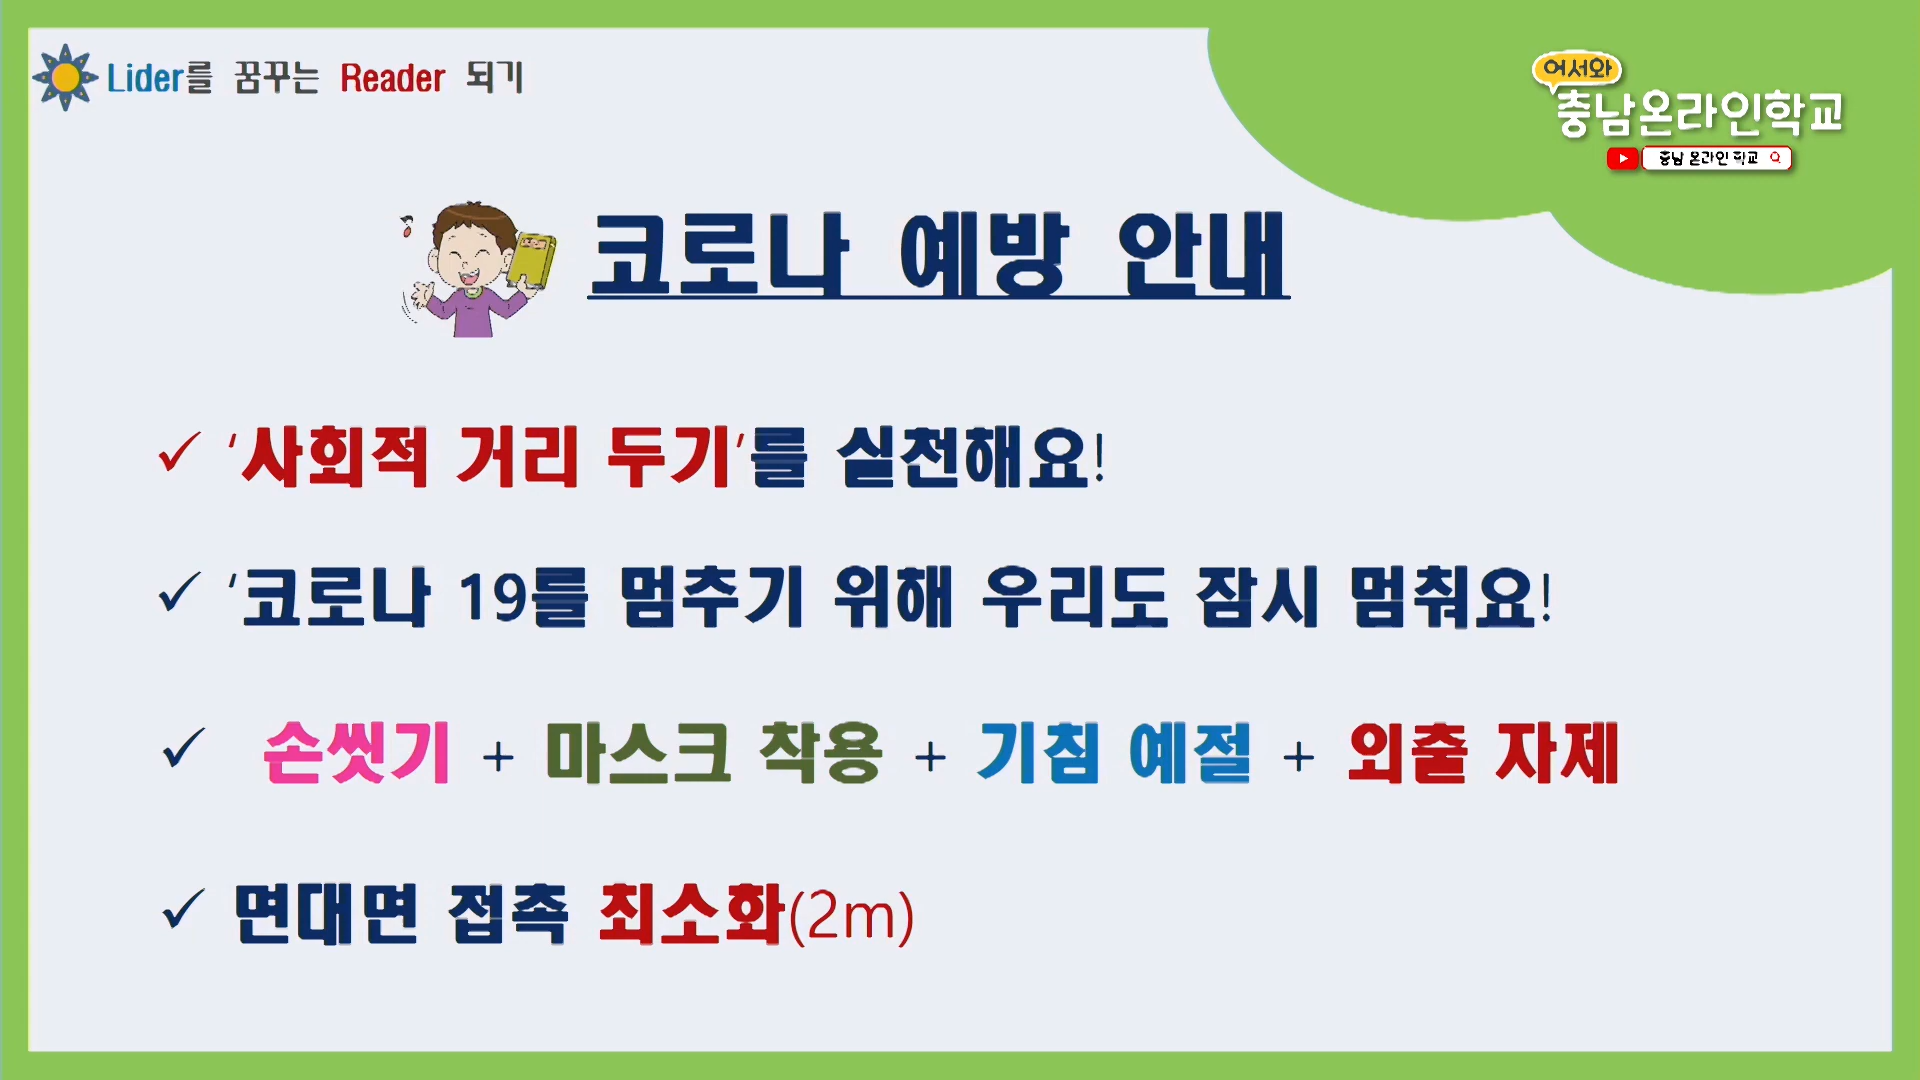 Lider를 꿈꾸는 Reader 되기
어서와
충남온라인학교
충남 온라인 학교
코로나 예방 안내
✓ ‘사회적 거리 두기’를 실천해요!
✓ ‘코로나 19를 멈추기 위해 우리도 잠시 멈춰요!
✓ 손씻기 + 마스크 착용 + 기침 예절 + 외출 자제
✓ 면대면 접촉 최소화(2m)